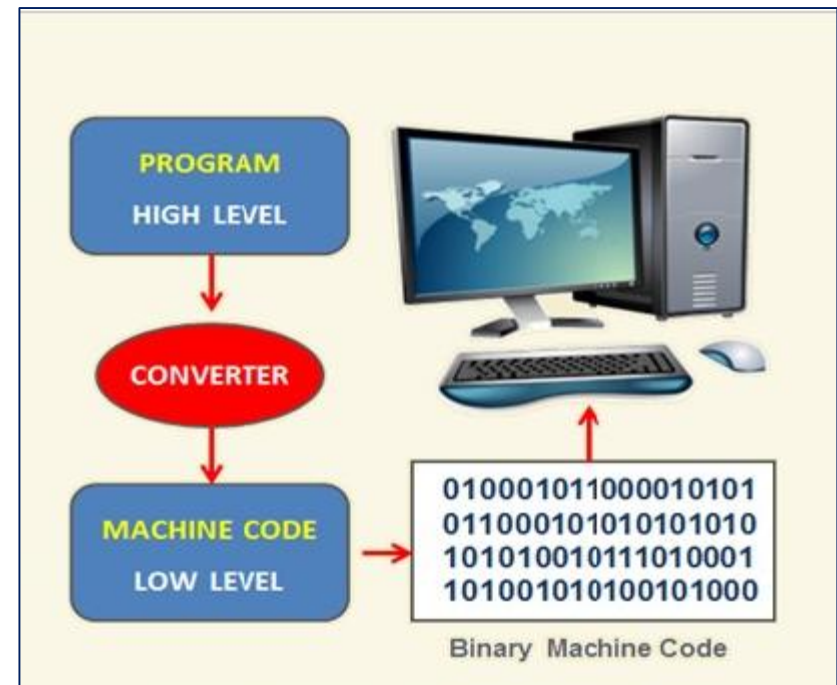 PROGRAM
HIGH LEVEL
CONVERTER
MACHINE CODE
LOW LEVEL
010001011000010101
011000101010101010
101010010111010001
101001010100101000
Binary Machine Code